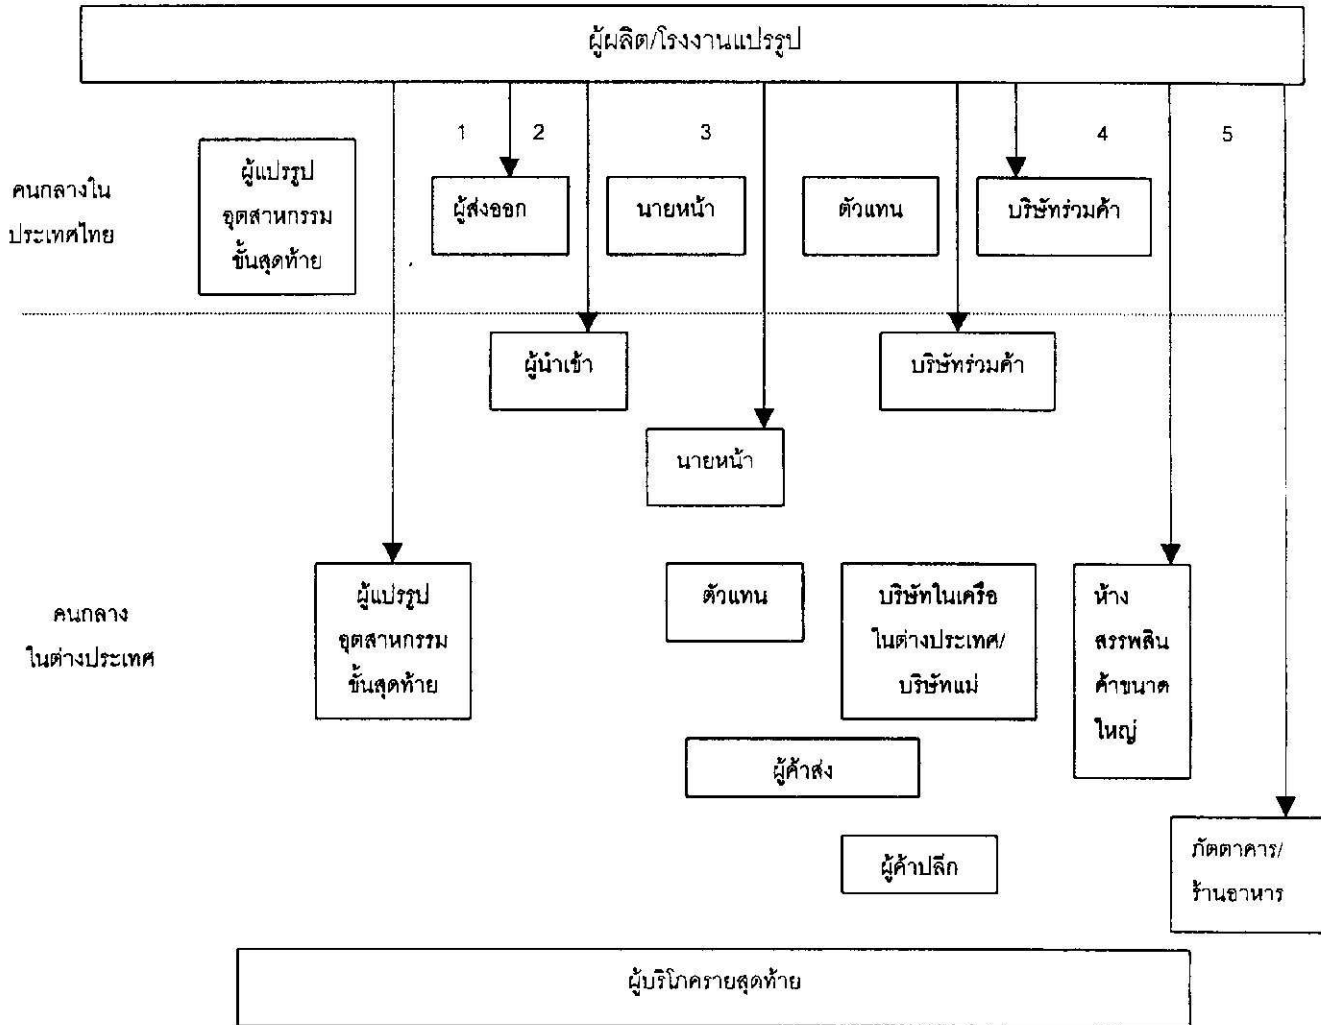 ผู้ผลิต/โรงงานแปรรูป
1
2
3
4
5
คนกลางใน
ประเทศไทย
ผู้แปรรูป
อุตสาหกรรม
ขั้นสุดท้าย
ผู้ส่งออก
นายหน้า
ตัวแทน
บริษัทร่วมค้า
ผู้นำเข้า
บริษัทร่วมค้า
นายหน้า
คนกลาง
ในต่างประเทศ
ผู้แปรรูป
อุตสาหกรรม
ขั้นสุดท้าย
ตัวแทน
บริษัทในเครือ
ในต่างประเทศ/
บริษัทแม่
ห้าง
สรรพสิน
ค้าขนาด
ใหญ่
ผู้ค้าส่ง
ผู้ค้าปลีก
ภัตตาคาร/
ร้านอาหาร
ผู้บริโภครายสุดท้าย